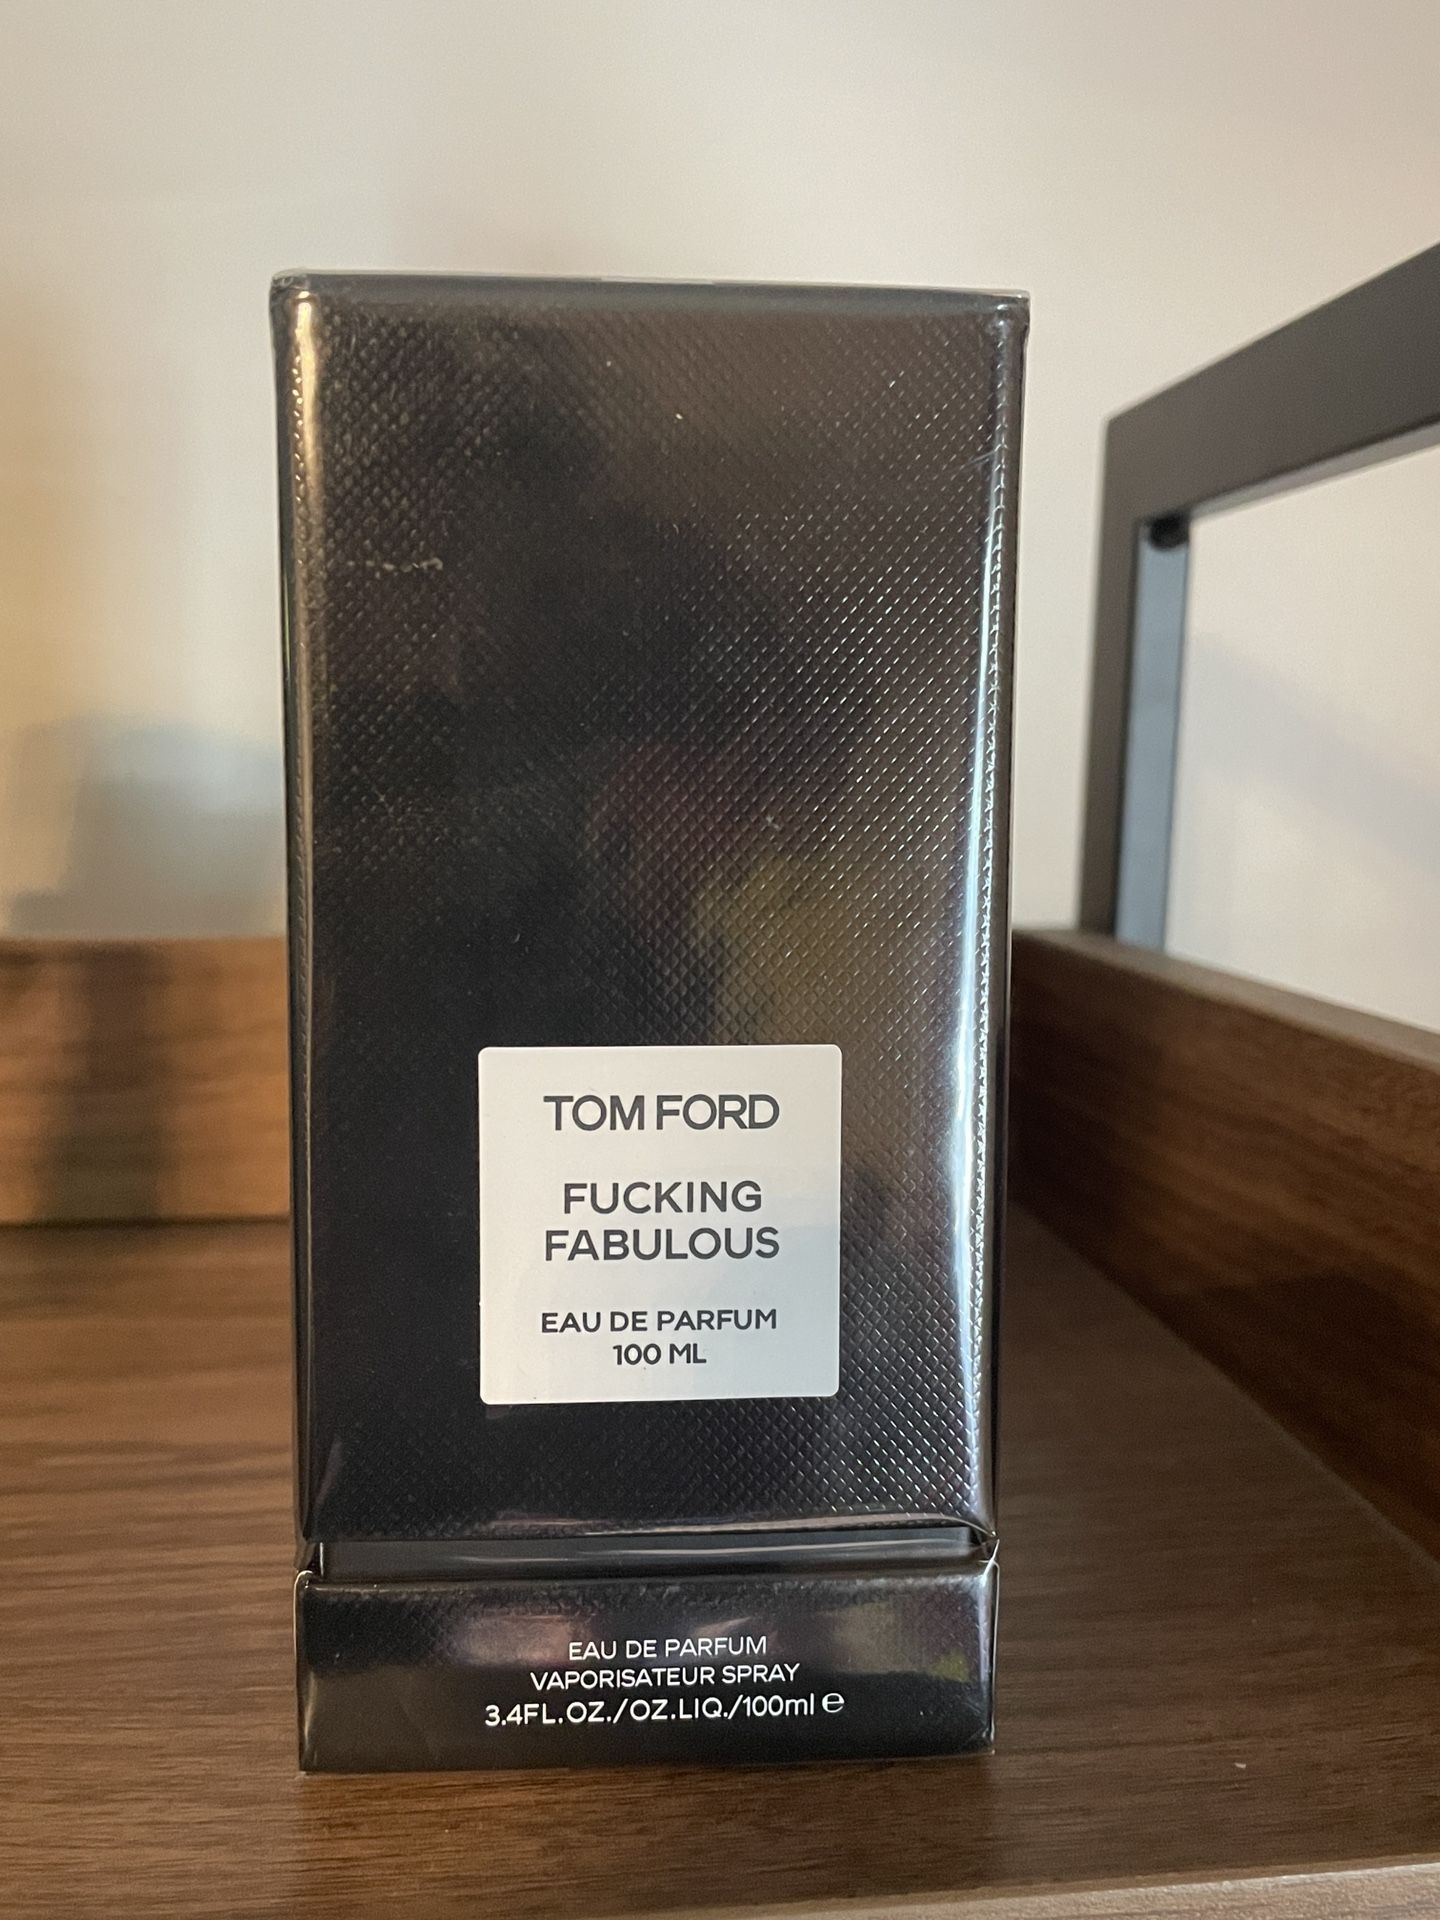 TOM FORD
FUCKING
FABULOUS
EAU DE PARFUM
100 ML
EAU DE PARFUM
VAPORISATEUR SPRAY
3.4FL.OZ./OZ.LIQ./100ml ℮